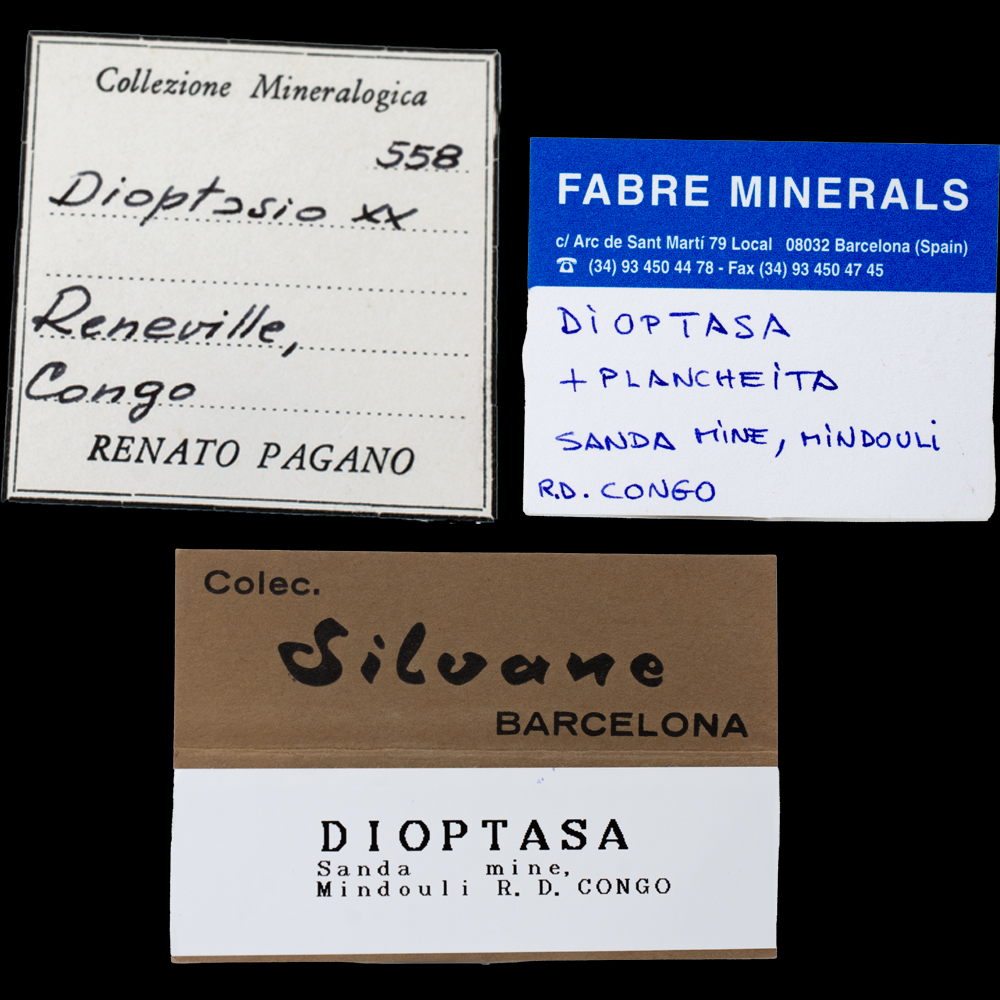 Collezione Mineralogica
558
Dioptasio xx
Reneville,
Congo
RENATO PAGANO
FABRE MINERALS
c/ Arc de Sant Martí 79 Local 08032 Barcelona (Spain)
☎ (34) 93 450 44 78 - Fax (34) 93 450 47 45
DIOPTASA
+ PLANCHEITA
SANDA MINE, MINDOULI
R.D. CONGO
Colec.
Silvane
BARCELONA
DIOPTASA
Sanda mine,
Mindouli R. D. CONGO